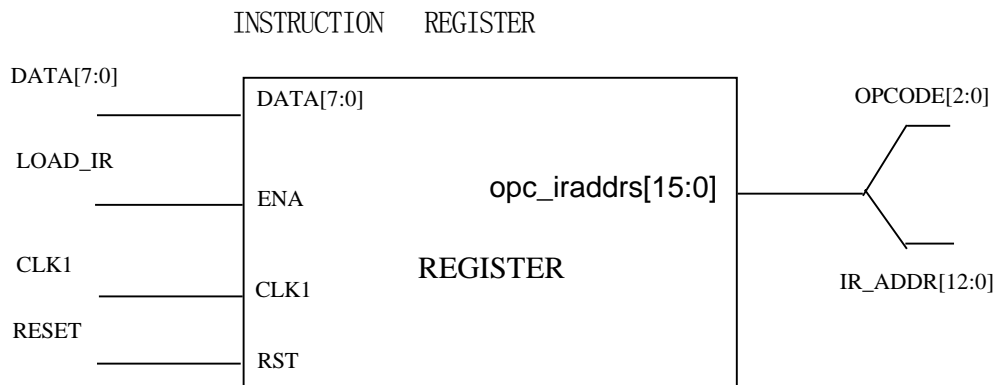 INSTRUCTION REGISTER
DATA[7:0]
DATA[7:0]
OPCODE[2:0]
LOAD_IR
ENA
opc_iraddrs[15:0]
CLK1
CLK1
REGISTER
IR_ADDR[12:0]
RESET
RST